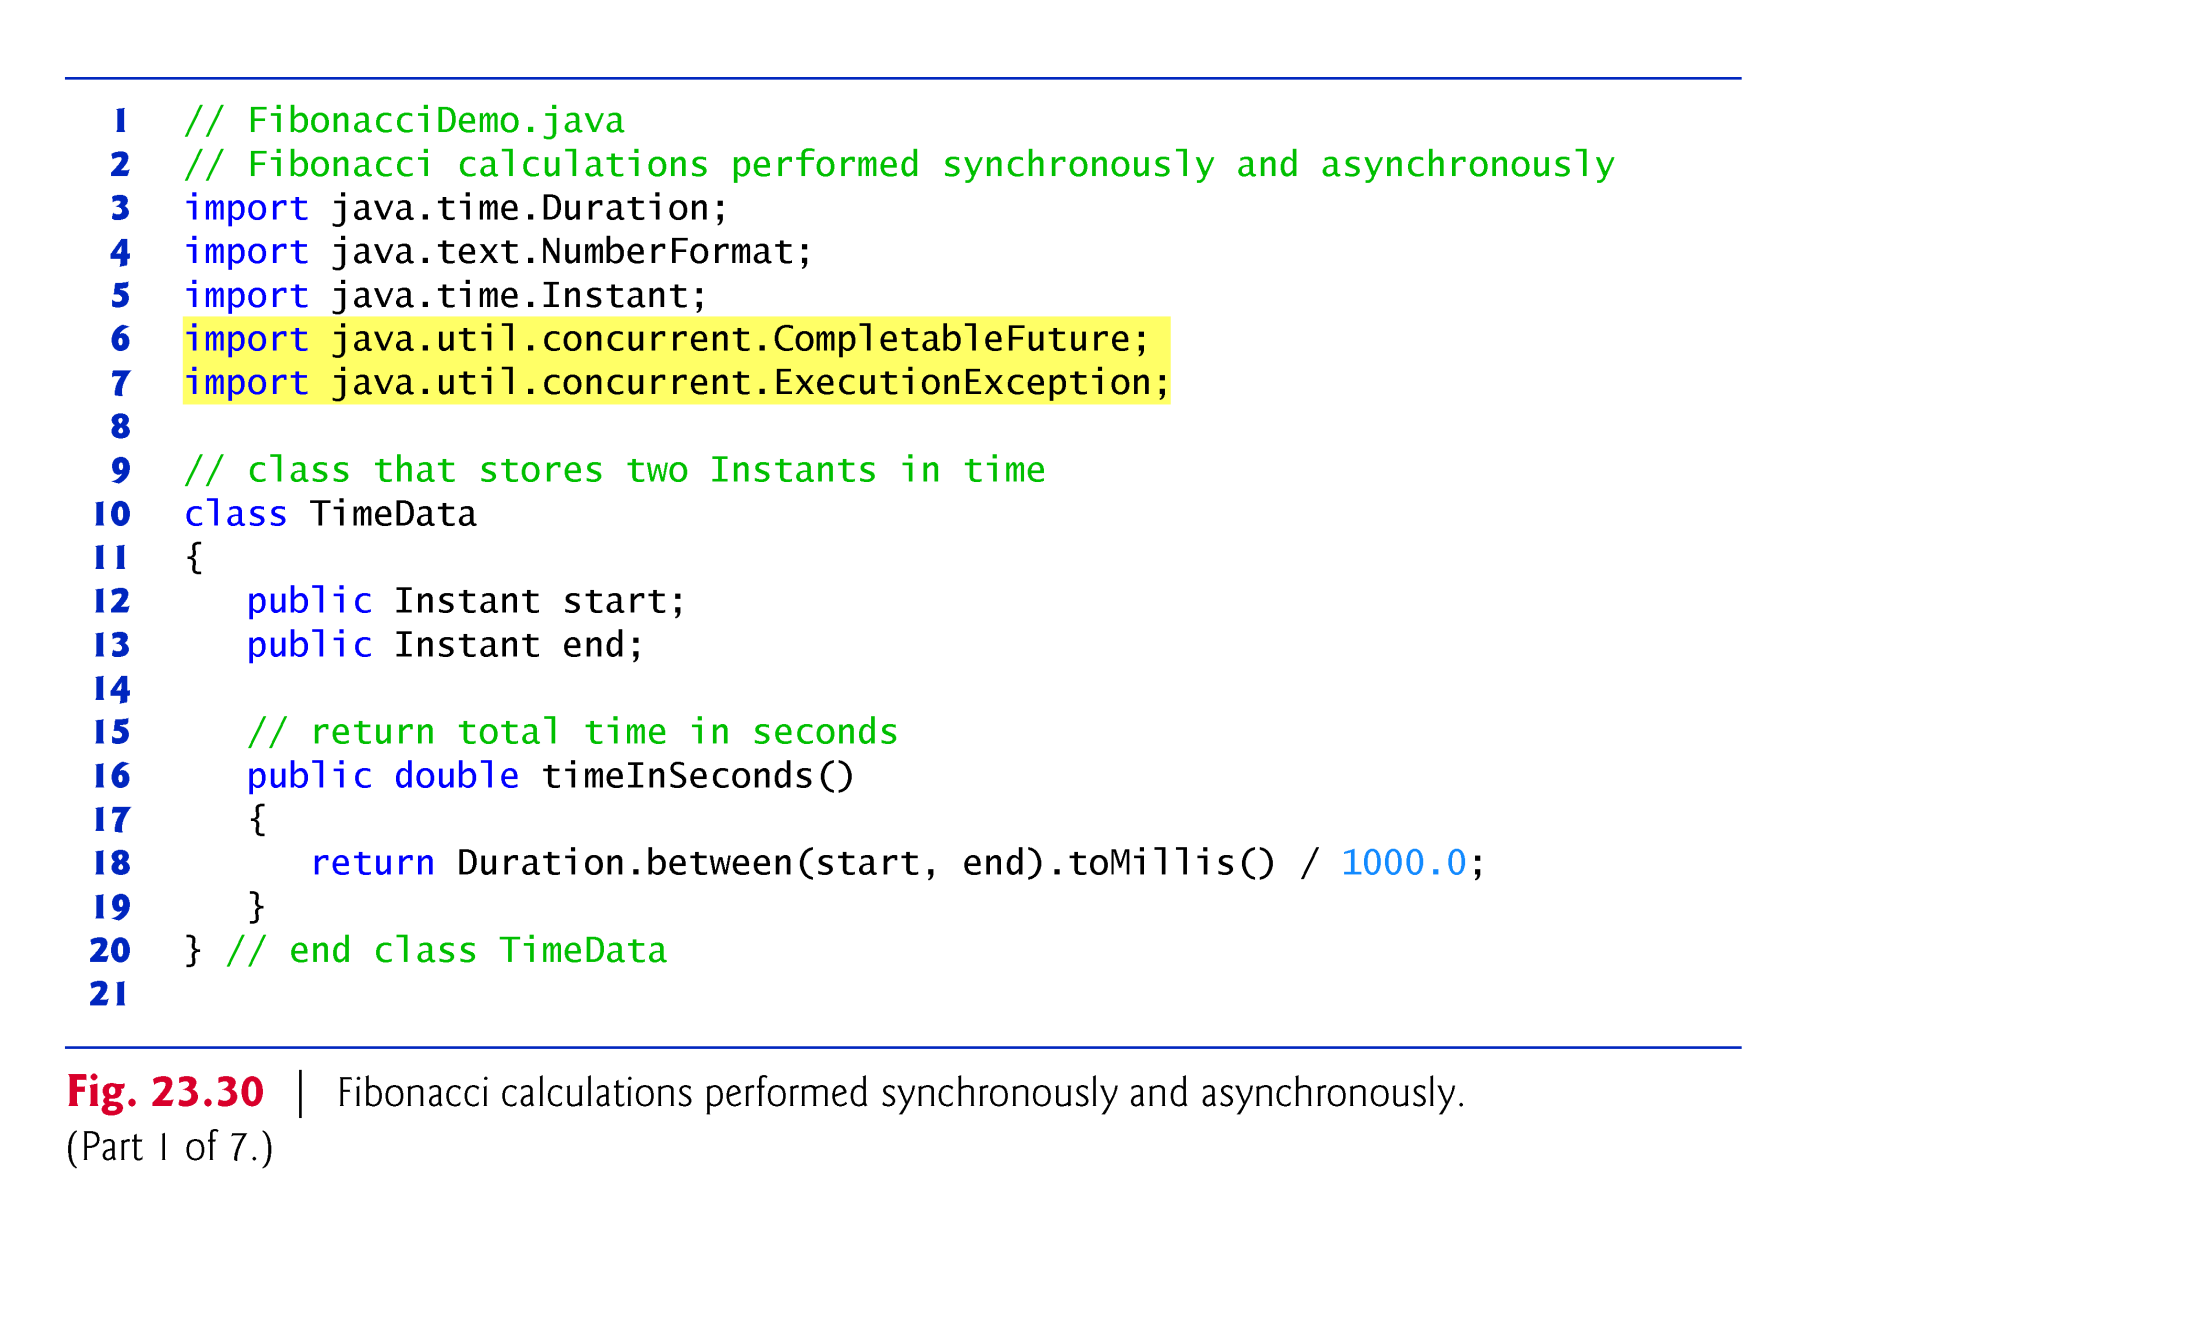 1 // FibonacciDemo.java
2 // Fibonacci calculations performed synchronously and asynchronously
3 import java.time.Duration;
4 import java.text.NumberFormat;
5 import java.time.Instant;
6 import java.util.concurrent.CompletableFuture;
7 import java.util.concurrent.ExecutionException;
8
9 // class that stores two Instants in time
10 class TimeData
11 {
12    public Instant start;
13    public Instant end;
14
15    // return total time in seconds
16    public double timeInSeconds()
17    {
18       return Duration.between(start, end).toMillis() / 1000.0;
19    }
20 } // end class TimeData
21
Fig. 23.30 | Fibonacci calculations performed synchronously and asynchronously.
(Part 1 of 7.)